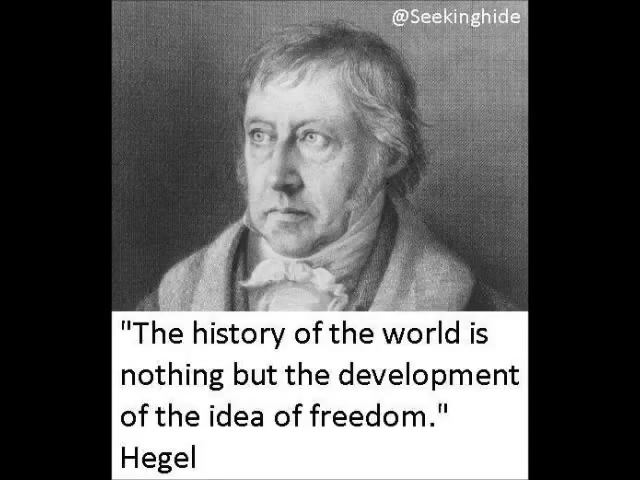 @Seekinghide
"The history of the world is
nothing but the development
of the idea of freedom."
Hegel